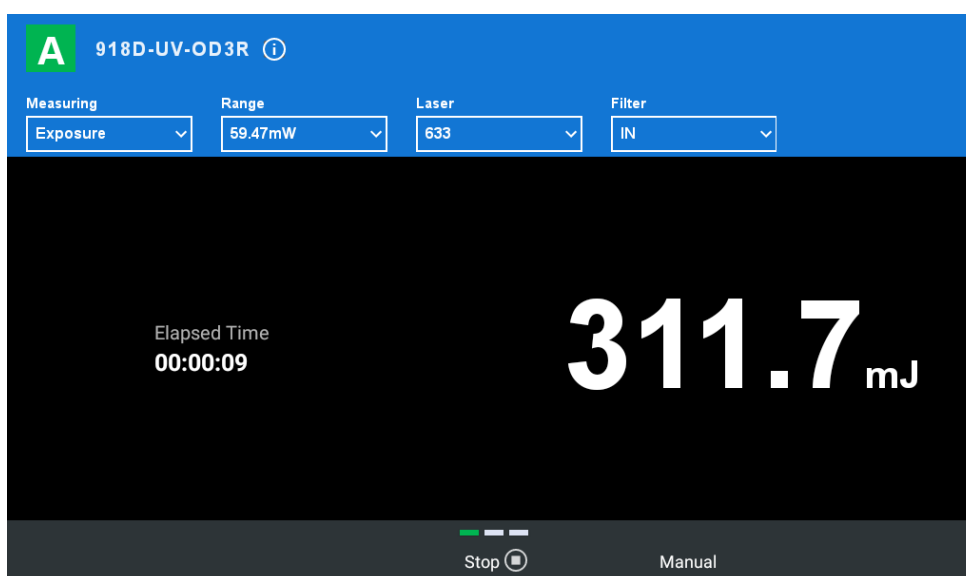 A 918D-UV-OD3R i
Measuring Range Laser Filter
Exposure 59.47mW 633 IN
Elapsed Time
00:00:09
311.7 mJ
Stop Manual